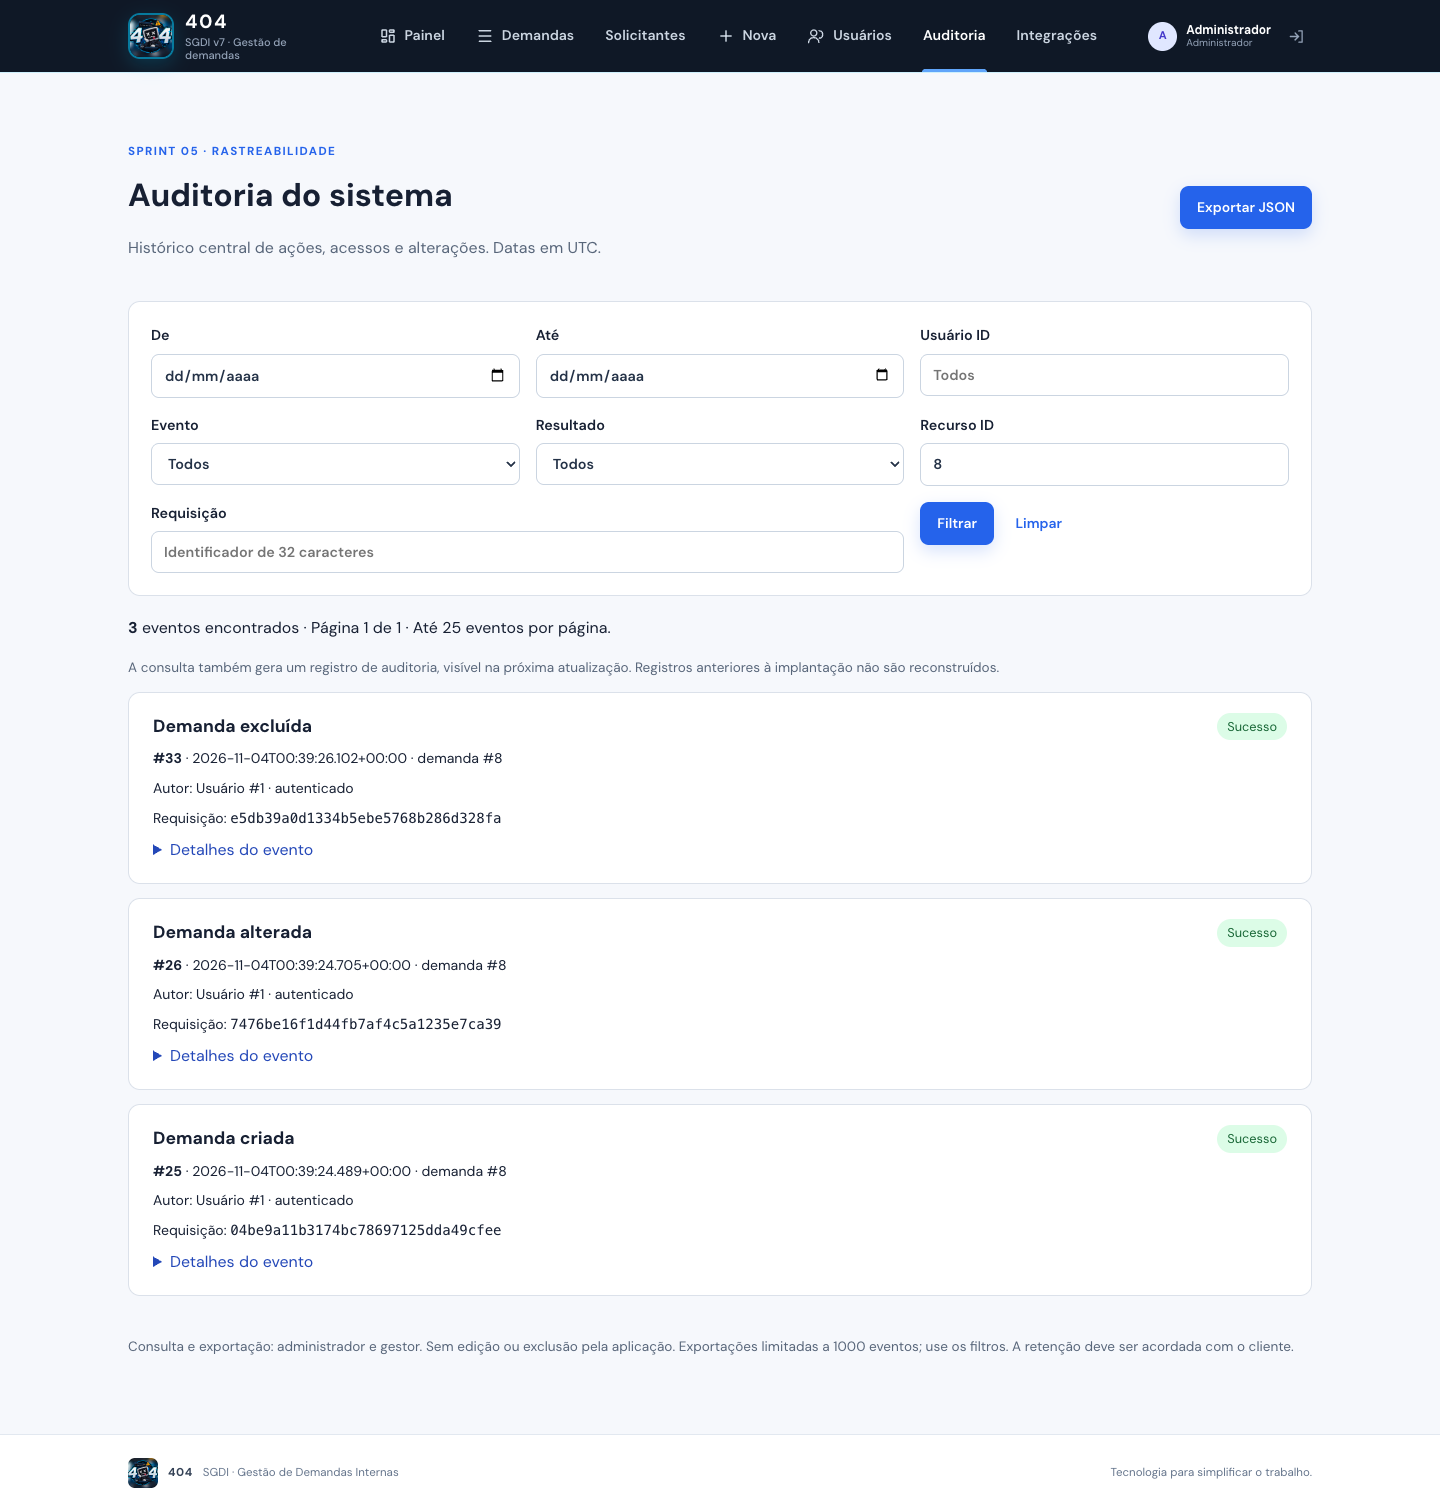 404
SGDI v7 · Gestão de
demandas
Painel
Demandas
Solicitantes
Nova
Usuários
Auditoria
Integrações
A
Administrador
Administrador
SPRINT 05 · RASTREABILIDADE
Auditoria do sistema
Exportar JSON
Histórico central de ações, acessos e alterações. Datas em UTC.
De
Até
Usuário ID
dd/mm/aaaa
dd/mm/aaaa
Todos
Evento
Resultado
Recurso ID
Todos
Todos
8
Requisição
Identificador de 32 caracteres
Filtrar
Limpar
3 eventos encontrados · Página 1 de 1 · Até 25 eventos por página.
A consulta também gera um registro de auditoria, visível na próxima atualização. Registros anteriores à implantação não são reconstruídos.
Demanda excluída
Sucesso
#33 · 2026-11-04T00:39:26.102+00:00 · demanda #8
Autor: Usuário #1 · autenticado
Requisição: e5db39a0d1334b5ebe5768b286d328fa
Detalhes do evento
Demanda alterada
Sucesso
#26 · 2026-11-04T00:39:24.705+00:00 · demanda #8
Autor: Usuário #1 · autenticado
Requisição: 7476be16f1d44fb7af4c5a1235e7ca39
Detalhes do evento
Demanda criada
Sucesso
#25 · 2026-11-04T00:39:24.489+00:00 · demanda #8
Autor: Usuário #1 · autenticado
Requisição: 04be9a11b3174bc78697125dda49cfee
Detalhes do evento
Consulta e exportação: administrador e gestor. Sem edição ou exclusão pela aplicação. Exportações limitadas a 1000 eventos; use os filtros. A retenção deve ser acordada com o cliente.
404
SGDI · Gestão de Demandas Internas
Tecnologia para simplificar o trabalho.